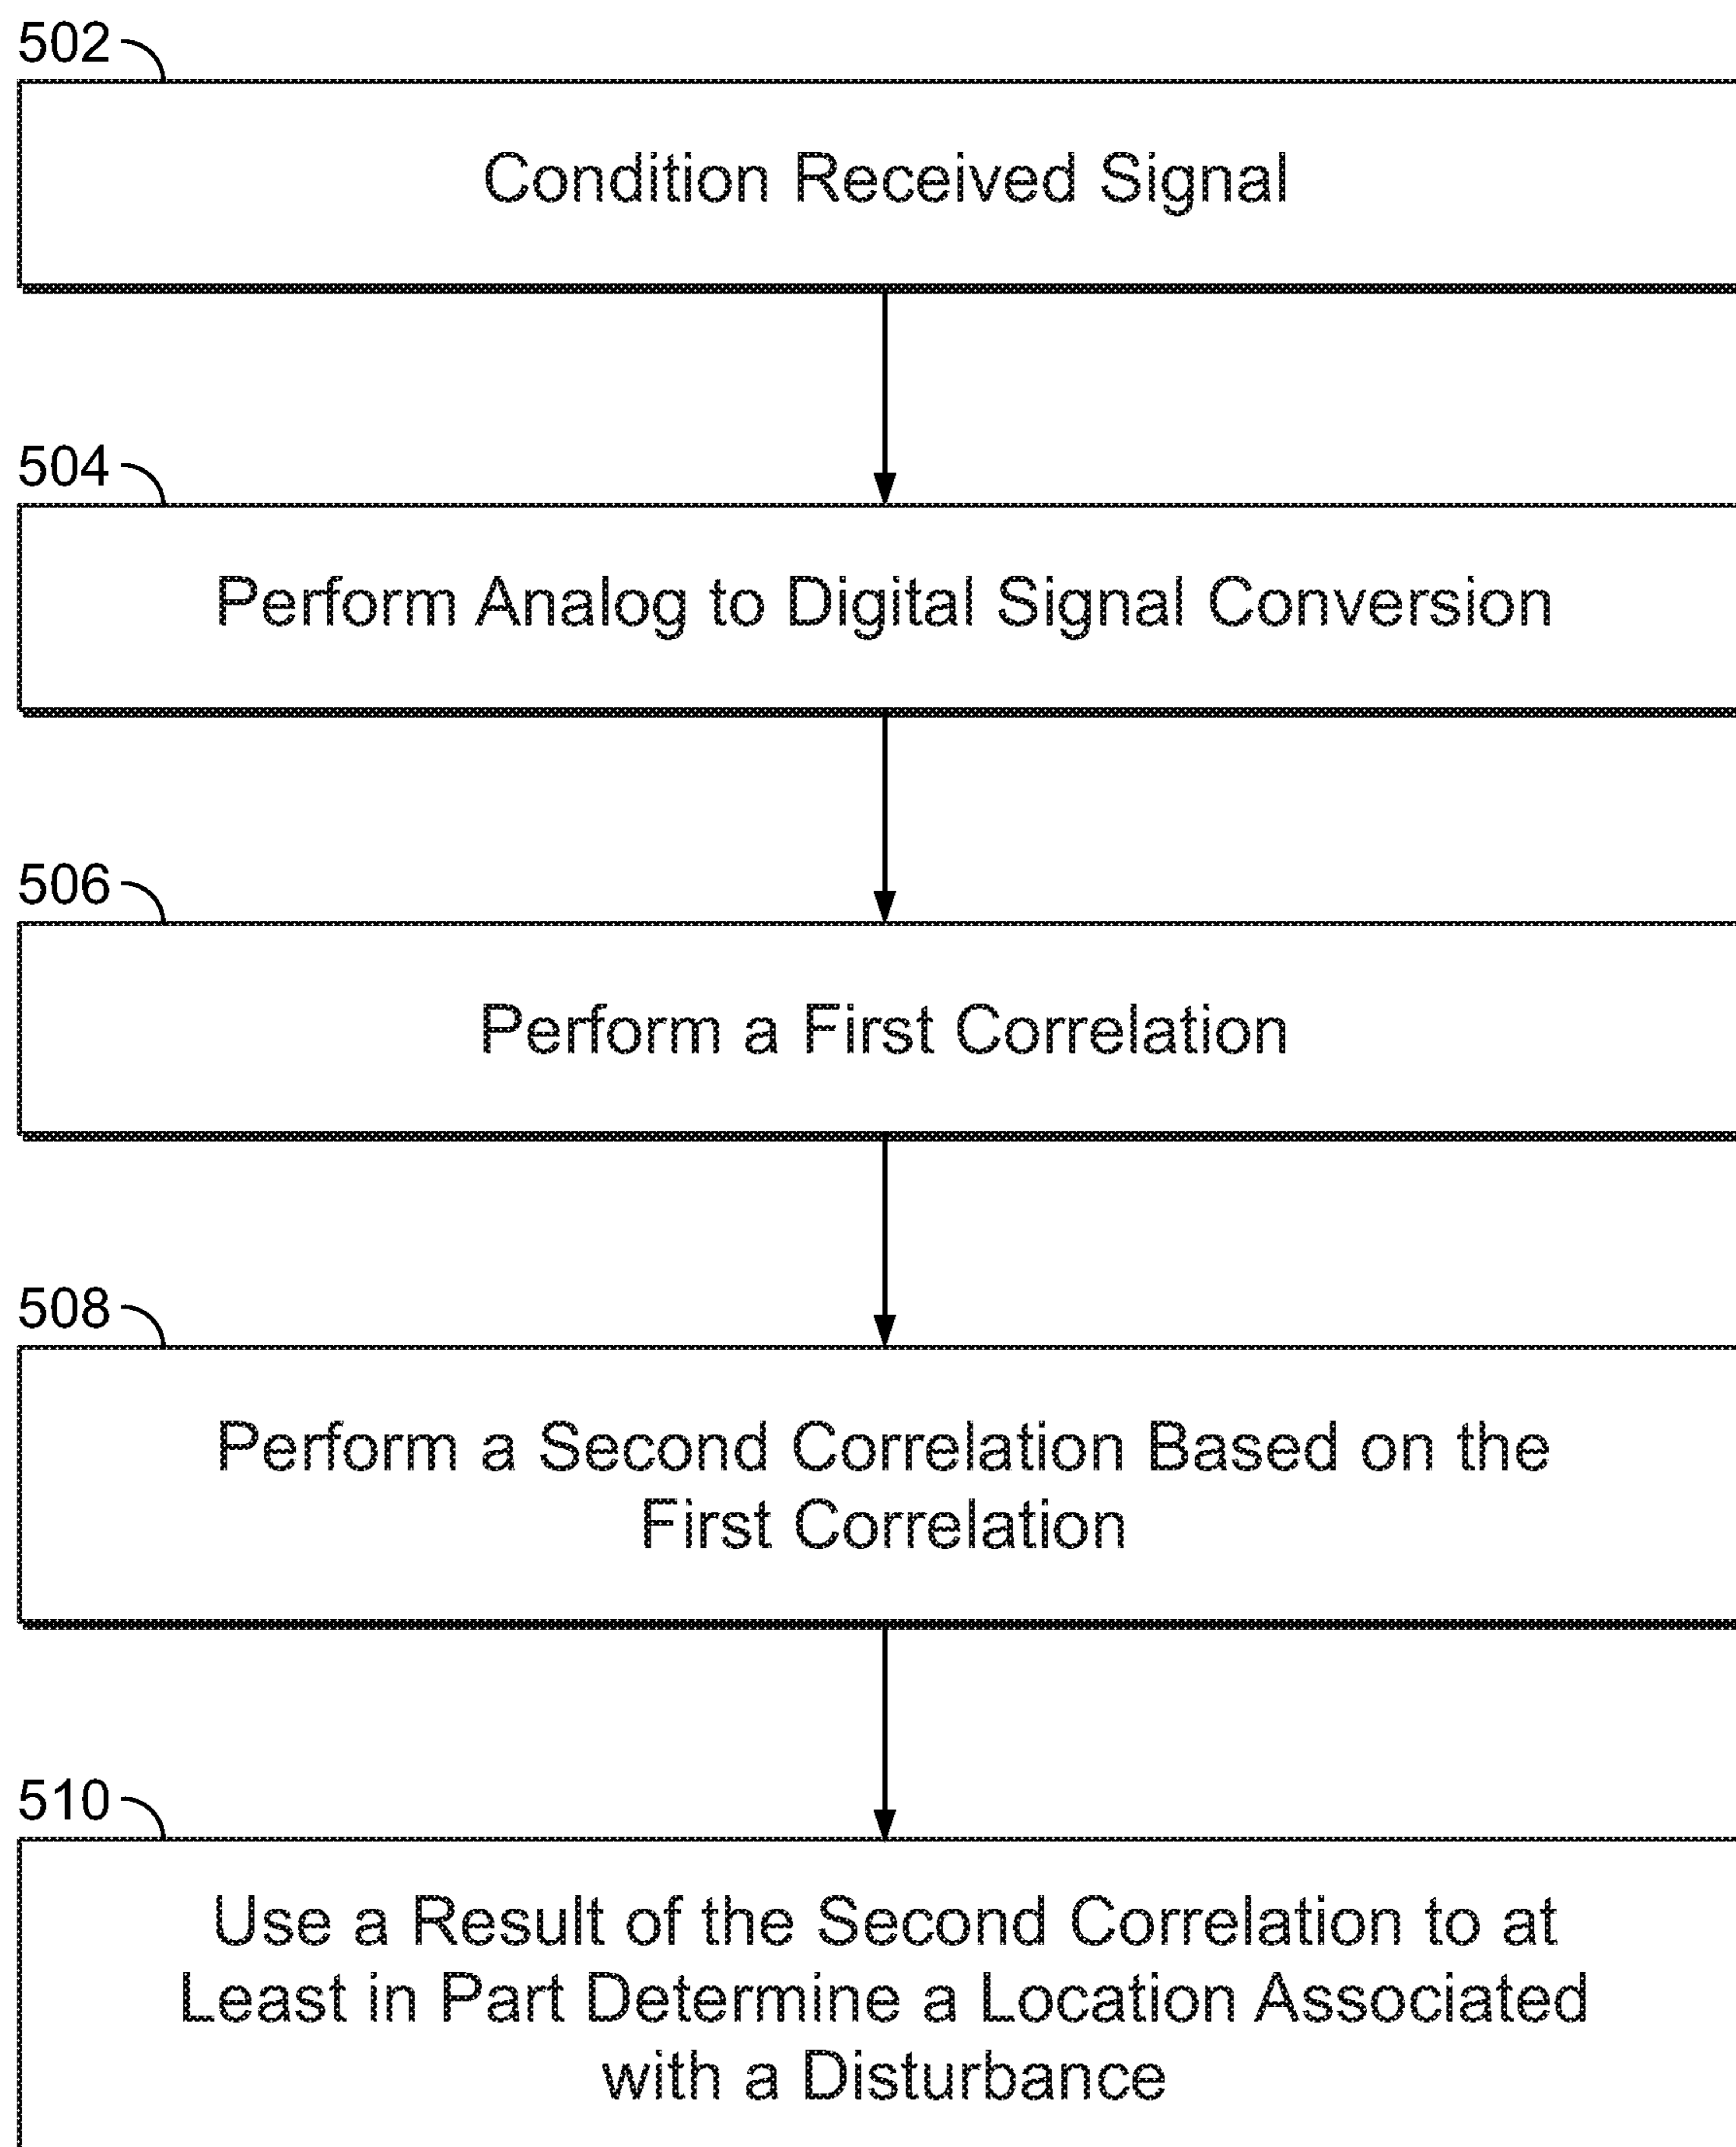 502
Condition Received Signal
504
Perform Analog to Digital Signal Conversion
506
Perform a First Correlation
508
Perform a Second Correlation Based on the
First Correlation
510
Use a Result of the Second Correlation to at
Least in Part Determine a Location Associated
with a Disturbance